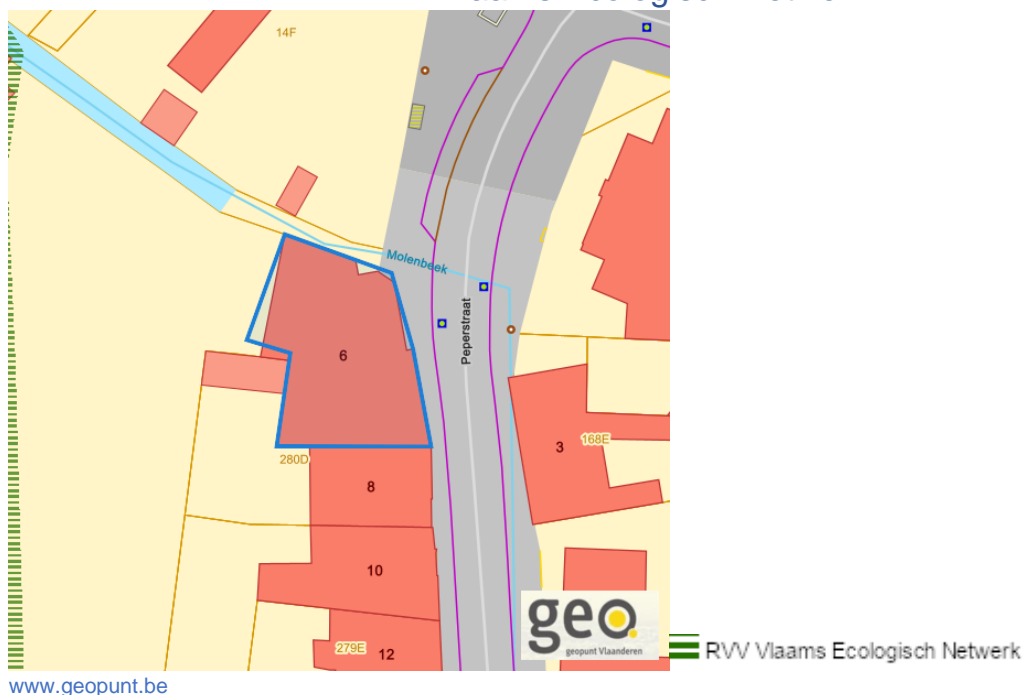 14F
Molenbeek
Peperstraat
6
3
168E
280D
8
10
279E
12
geo
geopunt Vlaanderen
RVV Vlaams Ecologisch Netwerk
www.geopunt.be